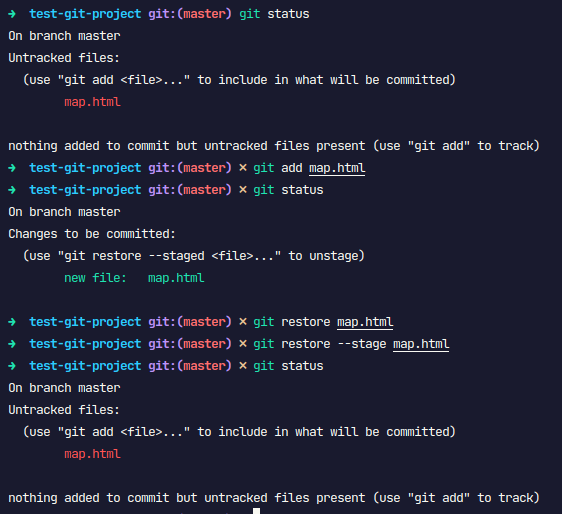 ➜ test-git-project git:(master) git status
On branch master
Untracked files:
  (use "git add <file>..." to include in what will be committed)
        map.html

nothing added to commit but untracked files present (use "git add" to track)
➜ test-git-project git:(master) ✗ git add map.html
➜ test-git-project git:(master) ✗ git status
On branch master
Changes to be committed:
  (use "git restore --staged <file>..." to unstage)
        new file:   map.html

➜ test-git-project git:(master) ✗ git restore map.html
➜ test-git-project git:(master) ✗ git restore --stage map.html
➜ test-git-project git:(master) ✗ git status
On branch master
Untracked files:
  (use "git add <file>..." to include in what will be committed)
        map.html

nothing added to commit but untracked files present (use "git add" to track)